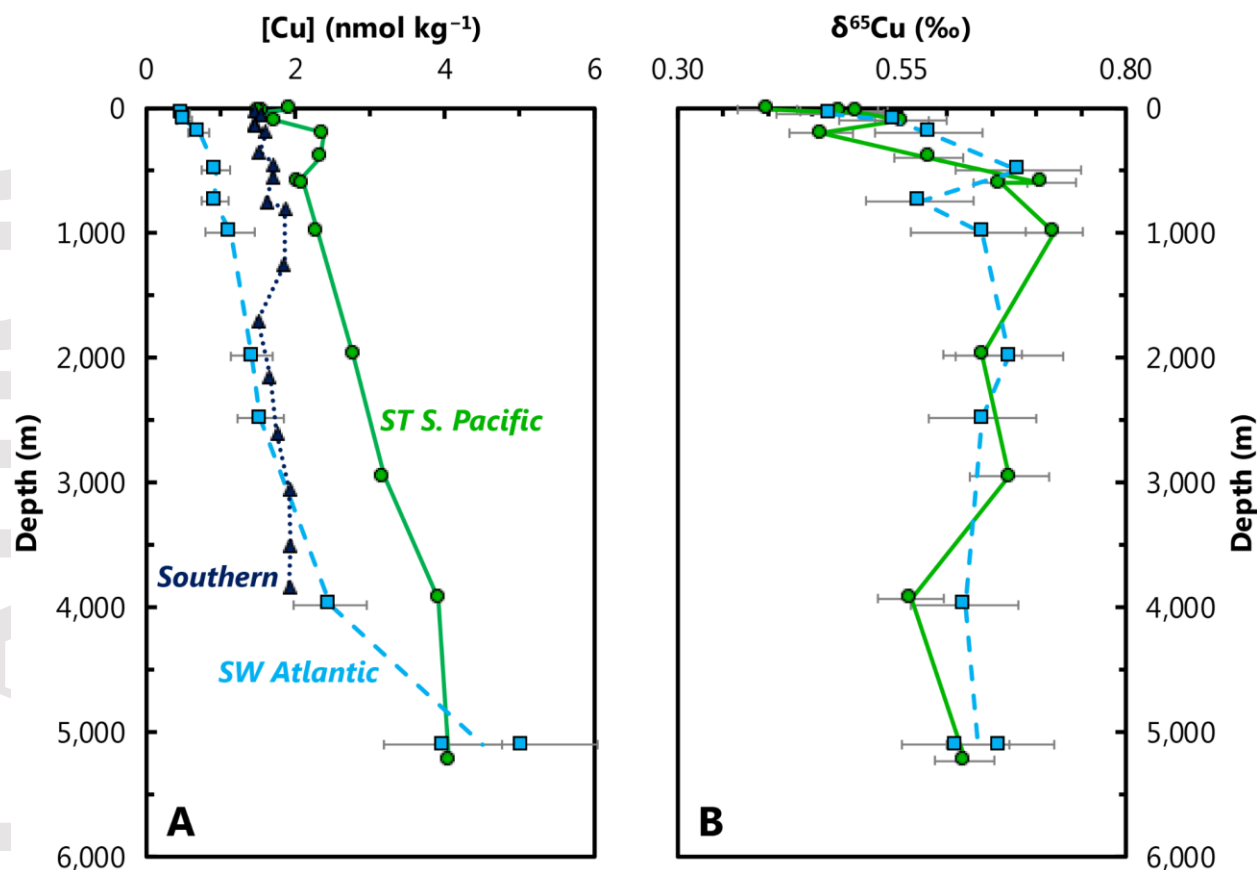 [Cu] (nmol kg⁻¹)
0 2 4 6
0
1,000
2,000
3,000
4,000
5,000
6,000
Depth (m)
ST S. Pacific
Southern
SW Atlantic
A
δ⁶⁵Cu (‰)
0.30 0.55 0.80
0
1,000
2,000
3,000
4,000
5,000
6,000
Depth (m)
B